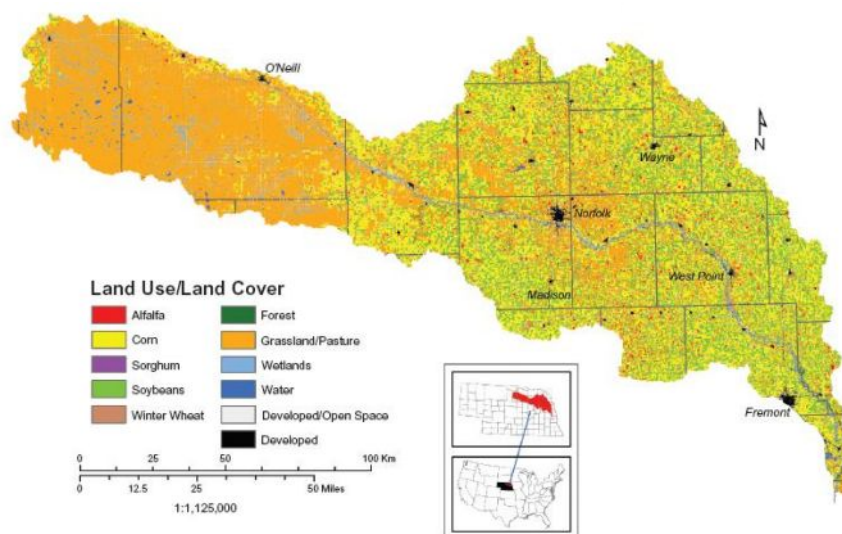 O'Neill
Wayne
N
Norfolk
West Point
Madison
Fremont
Land Use/Land Cover
Alfalfa
Corn
Sorghum
Soybeans
Winter Wheat
Forest
Grassland/Pasture
Wetlands
Water
Developed/Open Space
Developed
25 0 25 50 100 Km
0 12.5 25 50 Miles
1:1,125,000